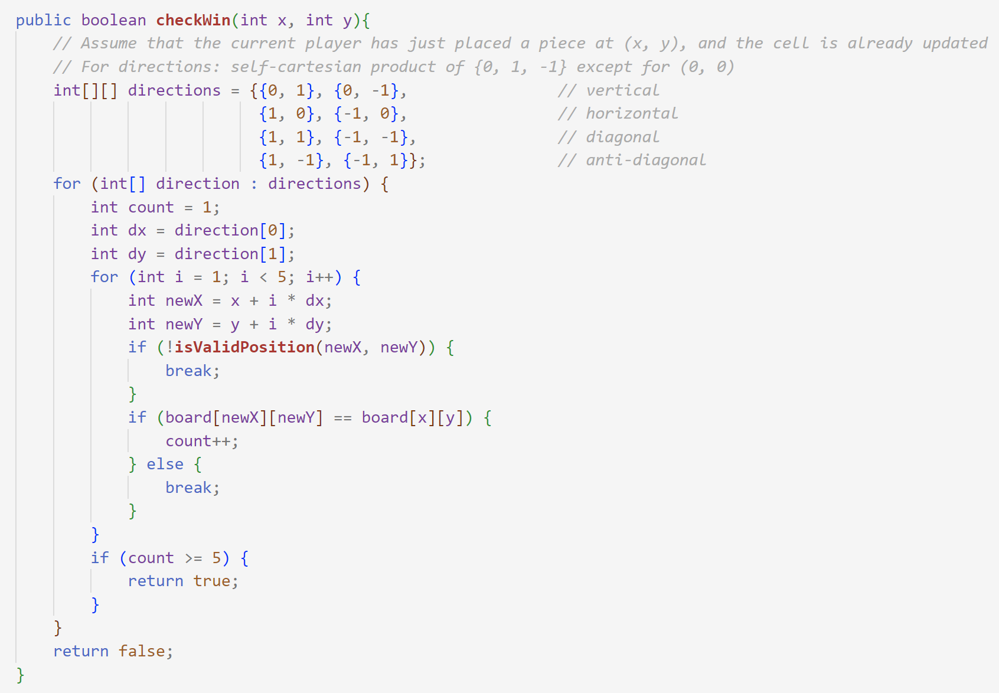 public boolean checkWin(int x, int y){
    // Assume that the current player has just placed a piece at (x, y), and the cell is already updated
    // For directions: self-cartesian product of {0, 1, -1} except for (0, 0)
    int[][] directions = {{0, 1}, {0, -1},                // vertical
                          {1, 0}, {-1, 0},                // horizontal
                          {1, 1}, {-1, -1},               // diagonal
                          {1, -1}, {-1, 1}};              // anti-diagonal
    for (int[] direction : directions) {
        int count = 1;
        int dx = direction[0];
        int dy = direction[1];
        for (int i = 1; i < 5; i++) {
            int newX = x + i * dx;
            int newY = y + i * dy;
            if (!isValidPosition(newX, newY)) {
                break;
            }
            if (board[newX][newY] == board[x][y]) {
                count++;
            } else {
                break;
            }
        }
        if (count >= 5) {
            return true;
        }
    }
    return false;
}